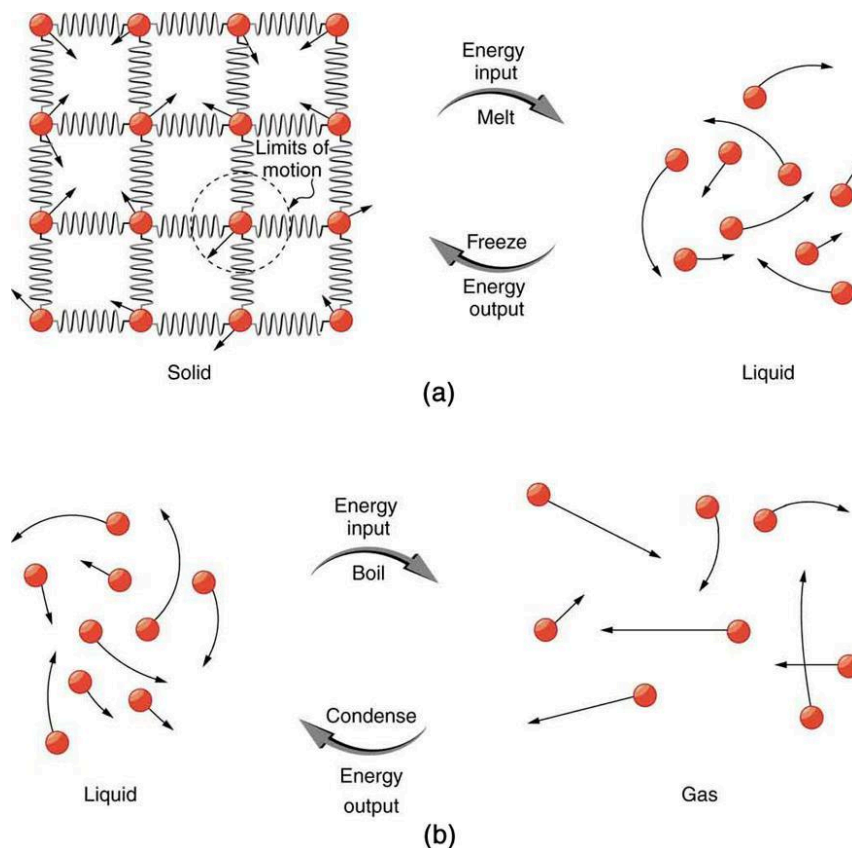 Energy
input
Melt
Limits of
motion
Freeze
Energy
output
Solid
Liquid
(a)
Energy
input
Boil
Condense
Energy
output
Liquid
Gas
(b)